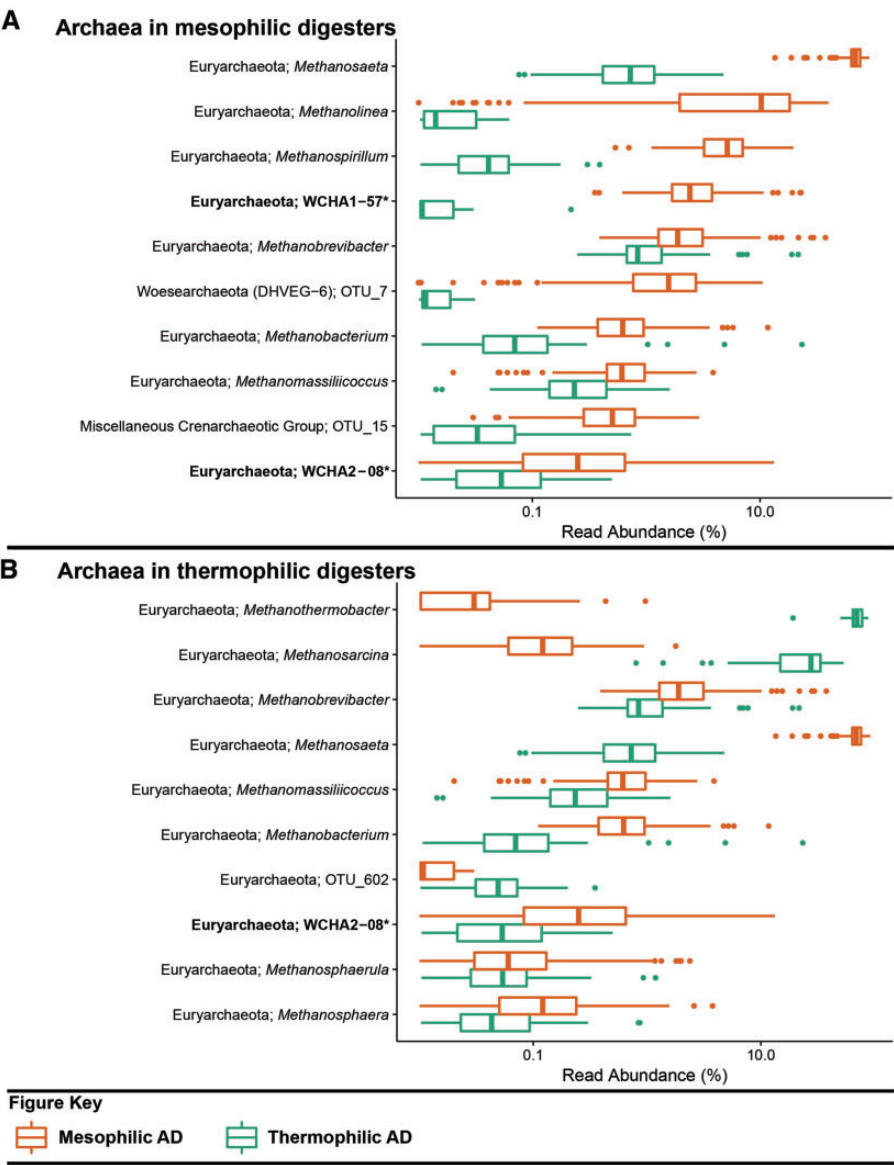 A Archaea in mesophilic digesters
Euryarchaeota; Methanosaeta
Euryarchaeota; Methanolinea
Euryarchaeota; Methanospirillum
Euryarchaeota; WCHA1−57*
Euryarchaeota; Methanobrevibacter
Woesearchaeota (DHVEG−6); OTU_7
Euryarchaeota; Methanobacterium
Euryarchaeota; Methanomassiliicoccus
Miscellaneous Crenarchaeotic Group; OTU_15
Euryarchaeota; WCHA2−08*
0.1 10.0
Read Abundance (%)
B Archaea in thermophilic digesters
Euryarchaeota; Methanothermobacter
Euryarchaeota; Methanosarcina
Euryarchaeota; Methanobrevibacter
Euryarchaeota; Methanosaeta
Euryarchaeota; Methanomassiliicoccus
Euryarchaeota; Methanobacterium
Euryarchaeota; OTU_602
Euryarchaeota; WCHA2−08*
Euryarchaeota; Methanosphaerula
Euryarchaeota; Methanosphaera
0.1 10.0
Read Abundance (%)
Figure Key
Mesophilic AD Thermophilic AD